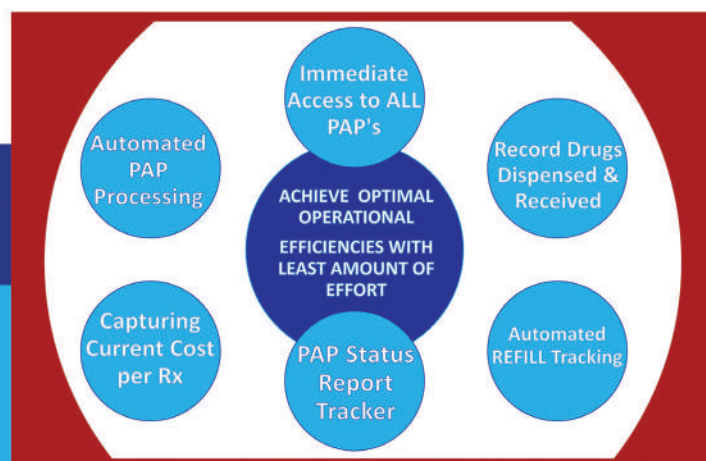 Immediate
Access to ALL
PAP's
Automated
PAP
Processing
Record Drugs
Dispensed &
Received
ACHIEVE OPTIMAL
OPERATIONAL
EFFICIENCIES WITH
LEAST AMOUNT OF
EFFORT
Capturing
Current Cost
per Rx
PAP Status
Report
Tracker
Automated
REFILL Tracking